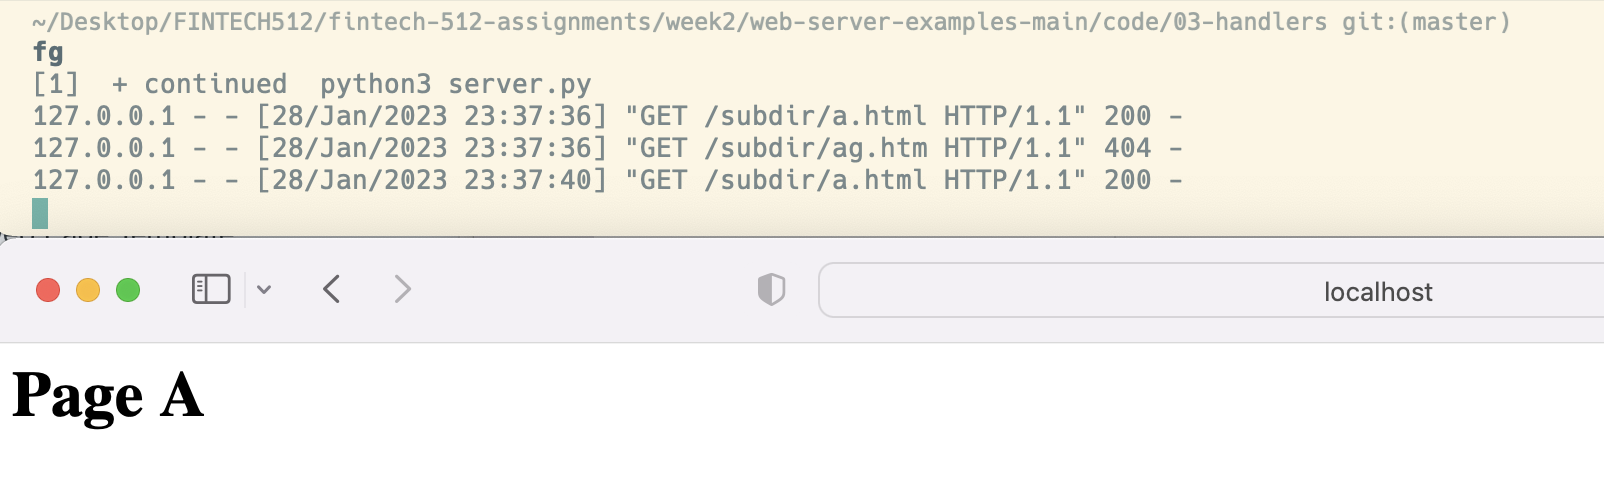 ~/Desktop/FINTECH512/fintech-512-assignments/week2/web-server-examples-main/code/03-handlers git:(master)
fg
[1]  + continued  python3 server.py
127.0.0.1 - - [28/Jan/2023 23:37:36] "GET /subdir/a.html HTTP/1.1" 200 -
127.0.0.1 - - [28/Jan/2023 23:37:36] "GET /subdir/ag.htm HTTP/1.1" 404 -
127.0.0.1 - - [28/Jan/2023 23:37:40] "GET /subdir/a.html HTTP/1.1" 200 -
localhost
Page A